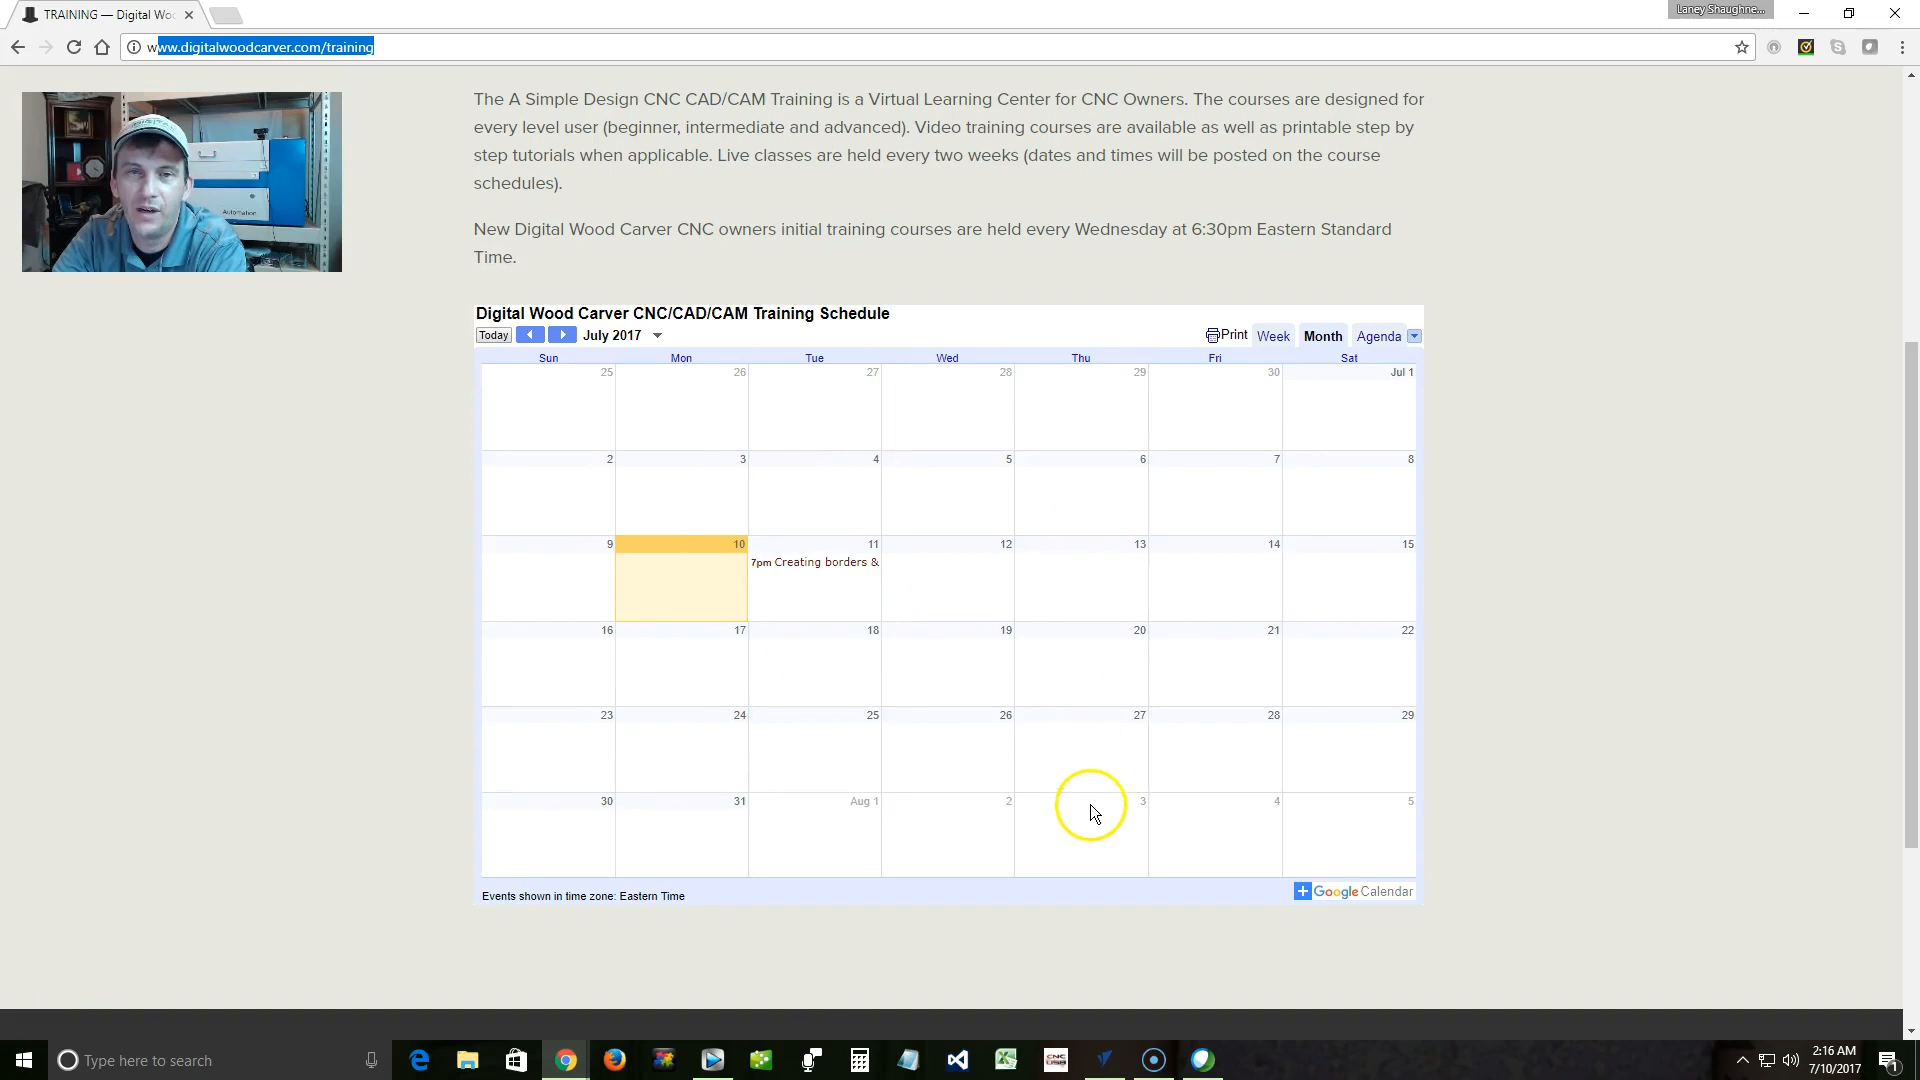 TRAINING — Digital Woo
Laney Shaughne...
www.digitalwoodcarver.com/training
Automation
The A Simple Design CNC CAD/CAM Training is a Virtual Learning Center for CNC Owners. The courses are designed for
every level user (beginner, intermediate and advanced). Video training courses are available as well as printable step by
step tutorials when applicable. Live classes are held every two weeks (dates and times will be posted on the course
schedules).
New Digital Wood Carver CNC owners initial training courses are held every Wednesday at 6:30pm Eastern Standard
Time.
Digital Wood Carver CNC/CAD/CAM Training Schedule
Today July 2017 Print Week Month Agenda
Sun Mon Tue Wed Thu Fri Sat
25 26 27 28 29 30 Jul 1
2 3 4 5 6 7 8
9 10 11 12 13 14 15
7pm Creating borders &
16 17 18 19 20 21 22
23 24 25 26 27 28 29
30 31 Aug 1 2 3 4 5
Events shown in time zone: Eastern Time
Google Calendar
Type here to search
CNC
USB
2:16 AM
7/10/2017
1